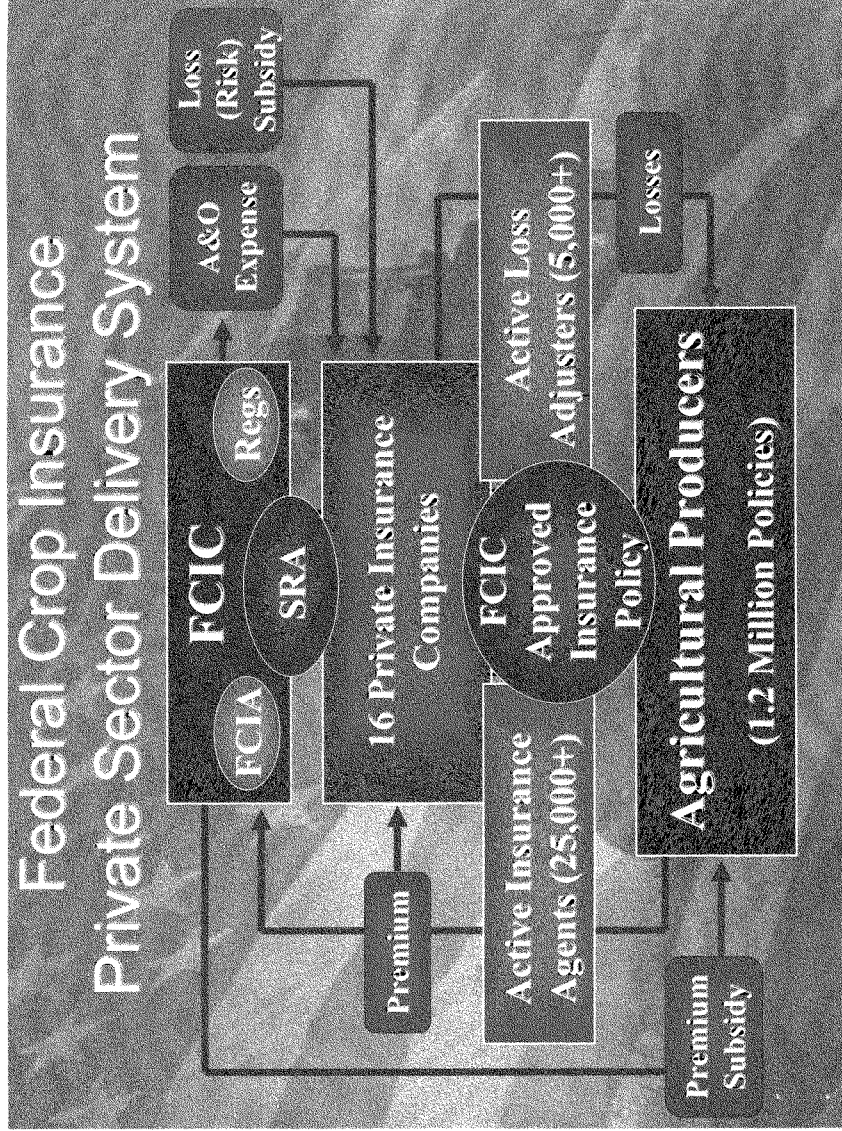 Federal Crop Insurance
Private Sector Delivery System
FCIC
FCIA
SRA
Regs
A&O
Expense
Loss
(Risk)
Subsidy
Premium
16 Private Insurance
Companies
Active Insurance
Agents (25,000+)
FCIC
Approved
Insurance
Policy
Active Loss
Adjusters (5,000+)
Premium
Subsidy
Agricultural Producers
(1.2 Million Policies)
Losses